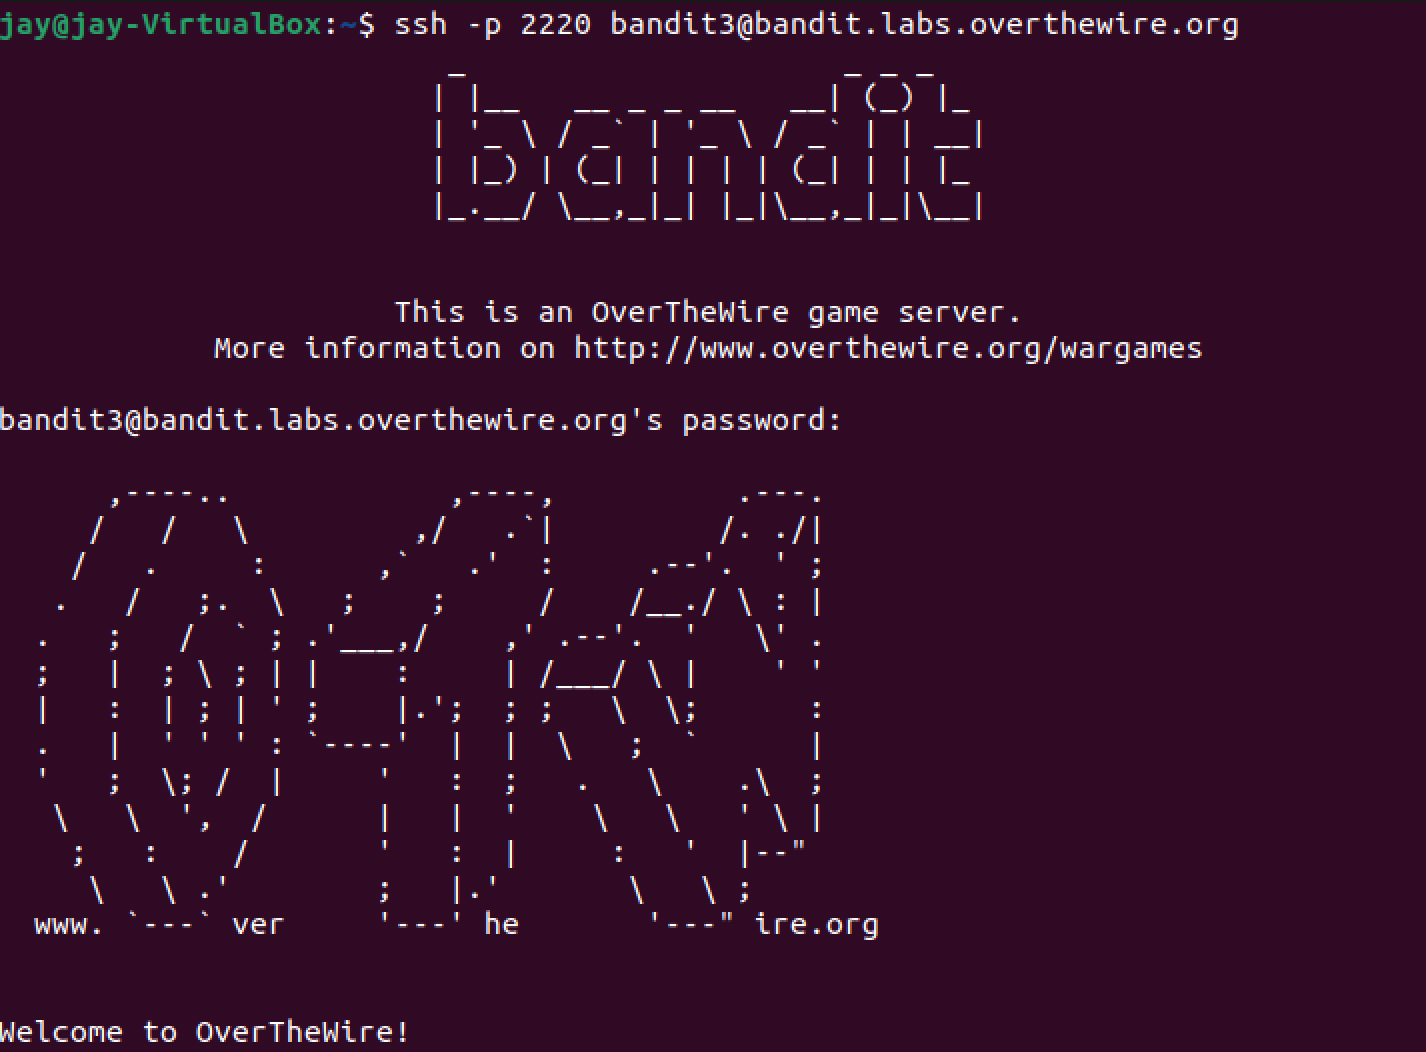 jay@jay-VirtualBox:~$ ssh -p 2220 bandit3@bandit.labs.overthewire.org
bandit
This is an OverTheWire game server.
More information on http://www.overthewire.org/wargames
bandit3@bandit.labs.overthewire.org's password:
www. ver he ire.org
Welcome to OverTheWire!